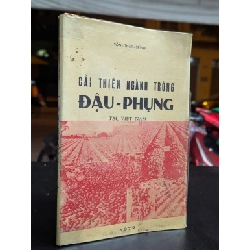 CẢI THIỆN NGÀNH TRỒNG
ĐẬU-PHỤNG
TẠI VIỆT NAM